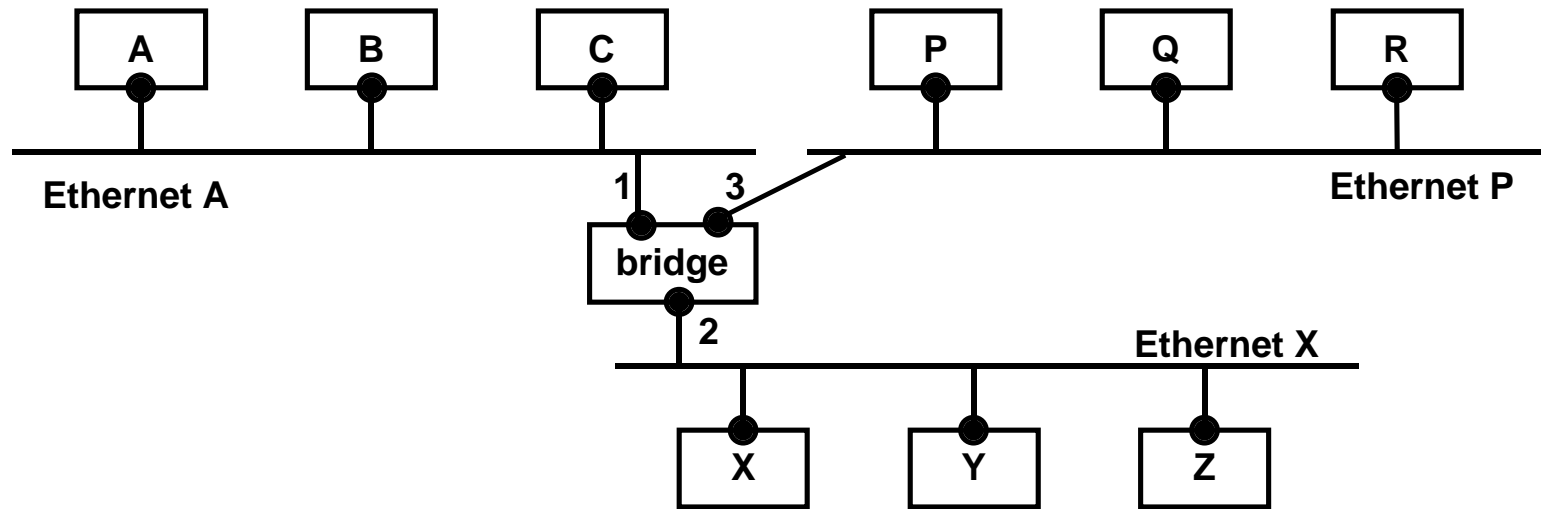 A B C P Q R
Ethernet A 1 3 Ethernet P
bridge
2
Ethernet X
X Y Z